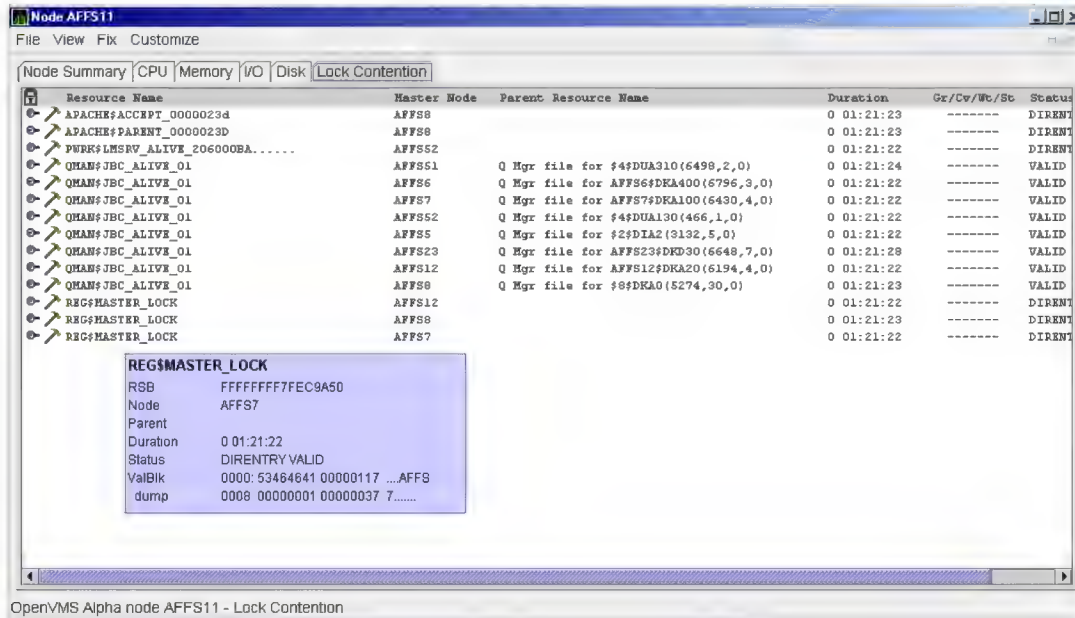 Node AFFS11
File View Fix Customize
Node Summary CPU Memory I/O Disk Lock Contention
Resource Name Master Node Parent Resource Name Duration Gr/Cv/Wt/St Status
APACHE$ACCEPT_0000023d AFFS8 0 01:21:23 ------- DIRENT
APACHE$PARENT_0000023D AFFS8 0 01:21:23 ------- DIRENT
PWRK$LMSRV_ALIVE_206000BA...... AFFS52 0 01:21:22 ------- DIRENT
QMAN$JBC_ALIVE_01 AFFS51 Q Mgr file for $4$DUA310(6498,2,0) 0 01:21:24 ------- VALID
QMAN$JBC_ALIVE_01 AFFS6 Q Mgr file for AFFS6$DKA400(6796,3,0) 0 01:21:22 ------- VALID
QMAN$JBC_ALIVE_01 AFFS7 Q Mgr file for AFFS7$DKA100(6430,4,0) 0 01:21:22 ------- VALID
QMAN$JBC_ALIVE_01 AFFS52 Q Mgr file for $4$DUA130(466,1,0) 0 01:21:22 ------- VALID
QMAN$JBC_ALIVE_01 AFFS5 Q Mgr file for $2$DIA2(3132,5,0) 0 01:21:22 ------- VALID
QMAN$JBC_ALIVE_01 AFFS23 Q Mgr file for AFFS23$DKD30(6648,7,0) 0 01:21:28 ------- VALID
QMAN$JBC_ALIVE_01 AFFS12 Q Mgr file for AFFS12$DKA20(6194,4,0) 0 01:21:22 ------- VALID
QMAN$JBC_ALIVE_01 AFFS8 Q Mgr file for $8$DKA0(5274,30,0) 0 01:21:23 ------- VALID
REG$MASTER_LOCK AFFS12 0 01:21:22 ------- DIRENT
REG$MASTER_LOCK AFFS8 0 01:21:23 ------- DIRENT
REG$MASTER_LOCK AFFS7 0 01:21:22 ------- DIRENT
REG$MASTER_LOCK
RSB FFFFFFFF7FEC9A50
Node AFFS7
Parent
Duration 0 01:21:22
Status DIRENTRY VALID
ValBlk 0000: 53464641 00000117 ....AFFS
dump 0008 00000001 00000037 7.......
OpenVMS Alpha node AFFS11 - Lock Contention